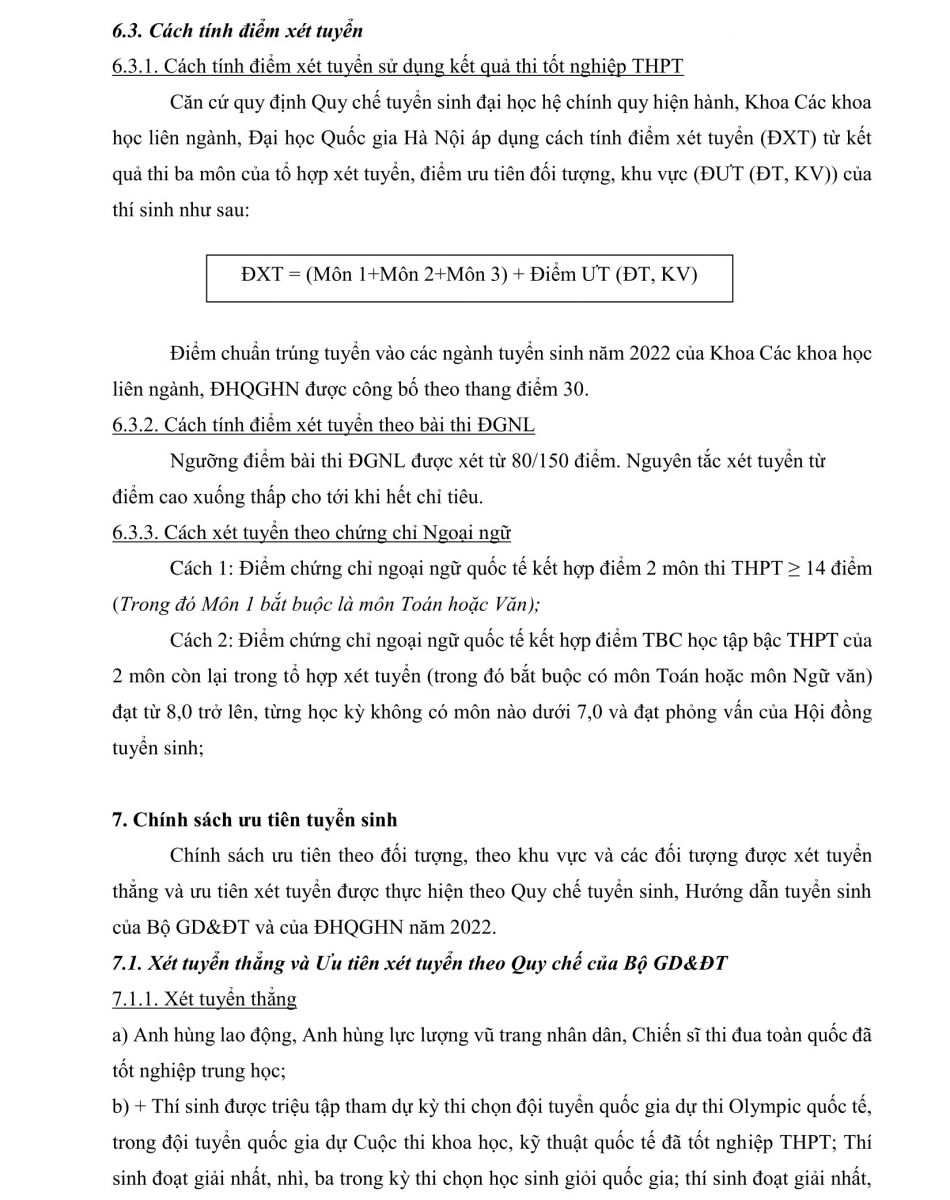 6.3. Cách tính điểm xét tuyển
6.3.1. Cách tính điểm xét tuyển sử dụng kết quả thi tốt nghiệp THPT
Căn cứ quy định Quy chế tuyển sinh đại học hệ chính quy hiện hành, Khoa Các khoa
học liên ngành, Đại học Quốc gia Hà Nội áp dụng cách tính điểm xét tuyển (ĐXT) từ kết
quả thi ba môn của tổ hợp xét tuyển, điểm ưu tiên đối tượng, khu vực (ĐƯT (ĐT, KV)) của
thí sinh như sau:
ĐXT = (Môn 1+Môn 2+Môn 3) + Điểm ƯT (ĐT, KV)
Điểm chuẩn trúng tuyển vào các ngành tuyển sinh năm 2022 của Khoa Các khoa học
liên ngành, ĐHQGHN được công bố theo thang điểm 30.
6.3.2. Cách tính điểm xét tuyển theo bài thi ĐGNL
Ngưỡng điểm bài thi ĐGNL được xét từ 80/150 điểm. Nguyên tắc xét tuyển từ
điểm cao xuống thấp cho tới khi hết chỉ tiêu.
6.3.3. Cách xét tuyển theo chứng chỉ Ngoại ngữ
Cách 1: Điểm chứng chỉ ngoại ngữ quốc tế kết hợp điểm 2 môn thi THPT ≥ 14 điểm
(Trong đó Môn 1 bắt buộc là môn Toán hoặc Văn);
Cách 2: Điểm chứng chỉ ngoại ngữ quốc tế kết hợp điểm TBC học tập bậc THPT của
2 môn còn lại trong tổ hợp xét tuyển (trong đó bắt buộc có môn Toán hoặc môn Ngữ văn)
đạt từ 8,0 trở lên, từng học kỳ không có môn nào dưới 7,0 và đạt phỏng vấn của Hội đồng
tuyển sinh;
7. Chính sách ưu tiên tuyển sinh
Chính sách ưu tiên theo đối tượng, theo khu vực và các đối tượng được xét tuyển
thẳng và ưu tiên xét tuyển được thực hiện theo Quy chế tuyển sinh, Hướng dẫn tuyển sinh
của Bộ GD&ĐT và của ĐHQGHN năm 2022.
7.1. Xét tuyển thẳng và Ưu tiên xét tuyển theo Quy chế của Bộ GD&ĐT
7.1.1. Xét tuyển thẳng
a) Anh hùng lao động, Anh hùng lực lượng vũ trang nhân dân, Chiến sĩ thi đua toàn quốc đã
tốt nghiệp trung học;
b) + Thí sinh được triệu tập tham dự kỳ thi chọn đội tuyển quốc gia dự thi Olympic quốc tế,
trong đội tuyển quốc gia dự Cuộc thi khoa học, kỹ thuật quốc tế đã tốt nghiệp THPT; Thí
sinh đoạt giải nhất, nhì, ba trong kỳ thi chọn học sinh giỏi quốc gia; thí sinh đoạt giải nhất,